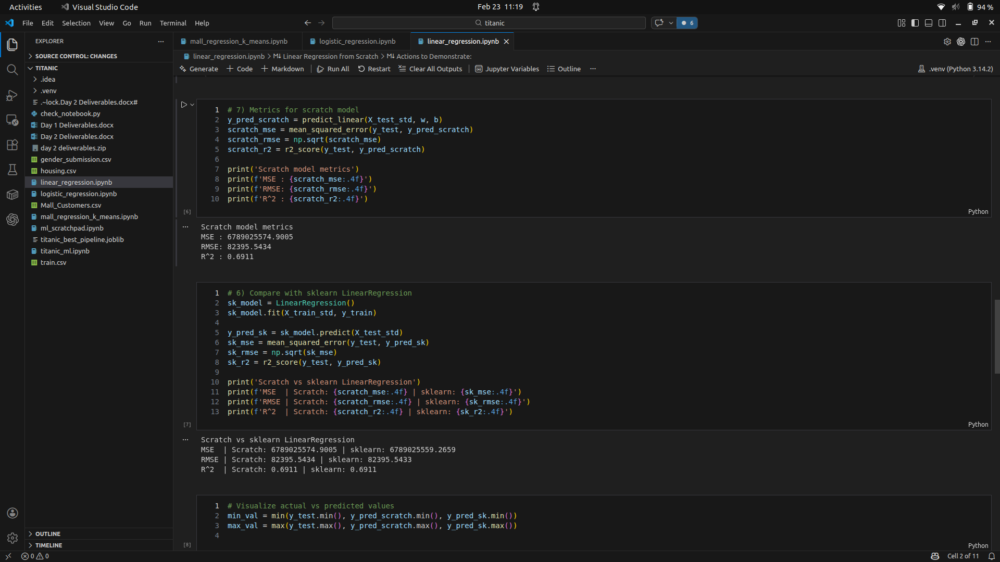 Activities
Visual Studio Code
Feb 23 11:19
94 %
File Edit Selection View Go Run Terminal Help
titanic
6
EXPLORER
SOURCE CONTROL: CHANGES
TITANIC
.idea
.venv
.~lock.Day 2 Deliverables.docx#
check_notebook.py
Day 1 Deliverables.docx
Day 2 Deliverables.docx
day 2 deliverables.zip
gender_submission.csv
housing.csv
linear_regression.ipynb
logistic_regression.ipynb
Mall_Customers.csv
mall_regression_k_means.ipynb
ml_scratchpad.ipynb
titanic_best_pipeline.joblib
titanic_ml.ipynb
train.csv
OUTLINE
TIMELINE
mall_regression_k_means.ipynb
logistic_regression.ipynb
linear_regression.ipynb
linear_regression.ipynb > M↓ Linear Regression from Scratch > M↓ Actions to Demonstrate:
Generate + Code + Markdown | Run All Restart Clear All Outputs | Jupyter Variables Outline ...
.venv (Python 3.14.2)
1 # 7) Metrics for scratch model
2 y_pred_scratch = predict_linear(X_test_std, w, b)
3 scratch_mse = mean_squared_error(y_test, y_pred_scratch)
4 scratch_rmse = np.sqrt(scratch_mse)
5 scratch_r2 = r2_score(y_test, y_pred_scratch)
6
7 print('Scratch model metrics')
8 print(f'MSE : {scratch_mse:.4f}')
9 print(f'RMSE: {scratch_rmse:.4f}')
10 print(f'R^2 : {scratch_r2:.4f}')
[6]
Python
Scratch model metrics
MSE : 6789025574.9005
RMSE: 82395.5434
R^2 : 0.6911
1 # 6) Compare with sklearn LinearRegression
2 sk_model = LinearRegression()
3 sk_model.fit(X_train_std, y_train)
4
5 y_pred_sk = sk_model.predict(X_test_std)
6 sk_mse = mean_squared_error(y_test, y_pred_sk)
7 sk_rmse = np.sqrt(sk_mse)
8 sk_r2 = r2_score(y_test, y_pred_sk)
9
10 print('Scratch vs sklearn LinearRegression')
11 print(f'MSE  | Scratch: {scratch_mse:.4f} | sklearn: {sk_mse:.4f}')
12 print(f'RMSE | Scratch: {scratch_rmse:.4f} | sklearn: {sk_rmse:.4f}')
13 print(f'R^2  | Scratch: {scratch_r2:.4f} | sklearn: {sk_r2:.4f}')
[7]
Python
Scratch vs sklearn LinearRegression
MSE  | Scratch: 6789025574.9005 | sklearn: 6789025559.2659
RMSE | Scratch: 82395.5434 | sklearn: 82395.5433
R^2  | Scratch: 0.6911 | sklearn: 0.6911
1 # Visualize actual vs predicted values
2 min_val = min(y_test.min(), y_pred_scratch.min(), y_pred_sk.min())
3 max_val = max(y_test.max(), y_pred_scratch.max(), y_pred_sk.max())
4
[8]
Python
0 0
Cell 2 of 11